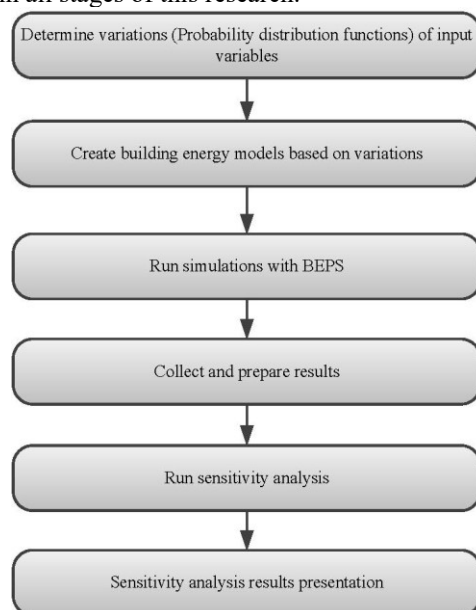 in all stages of this research.
Determine variations (Probability distribution functions) of input
variables
Create building energy models based on variations
Run simulations with BEPS
Collect and prepare results
Run sensitivity analysis
Sensitivity analysis results presentation